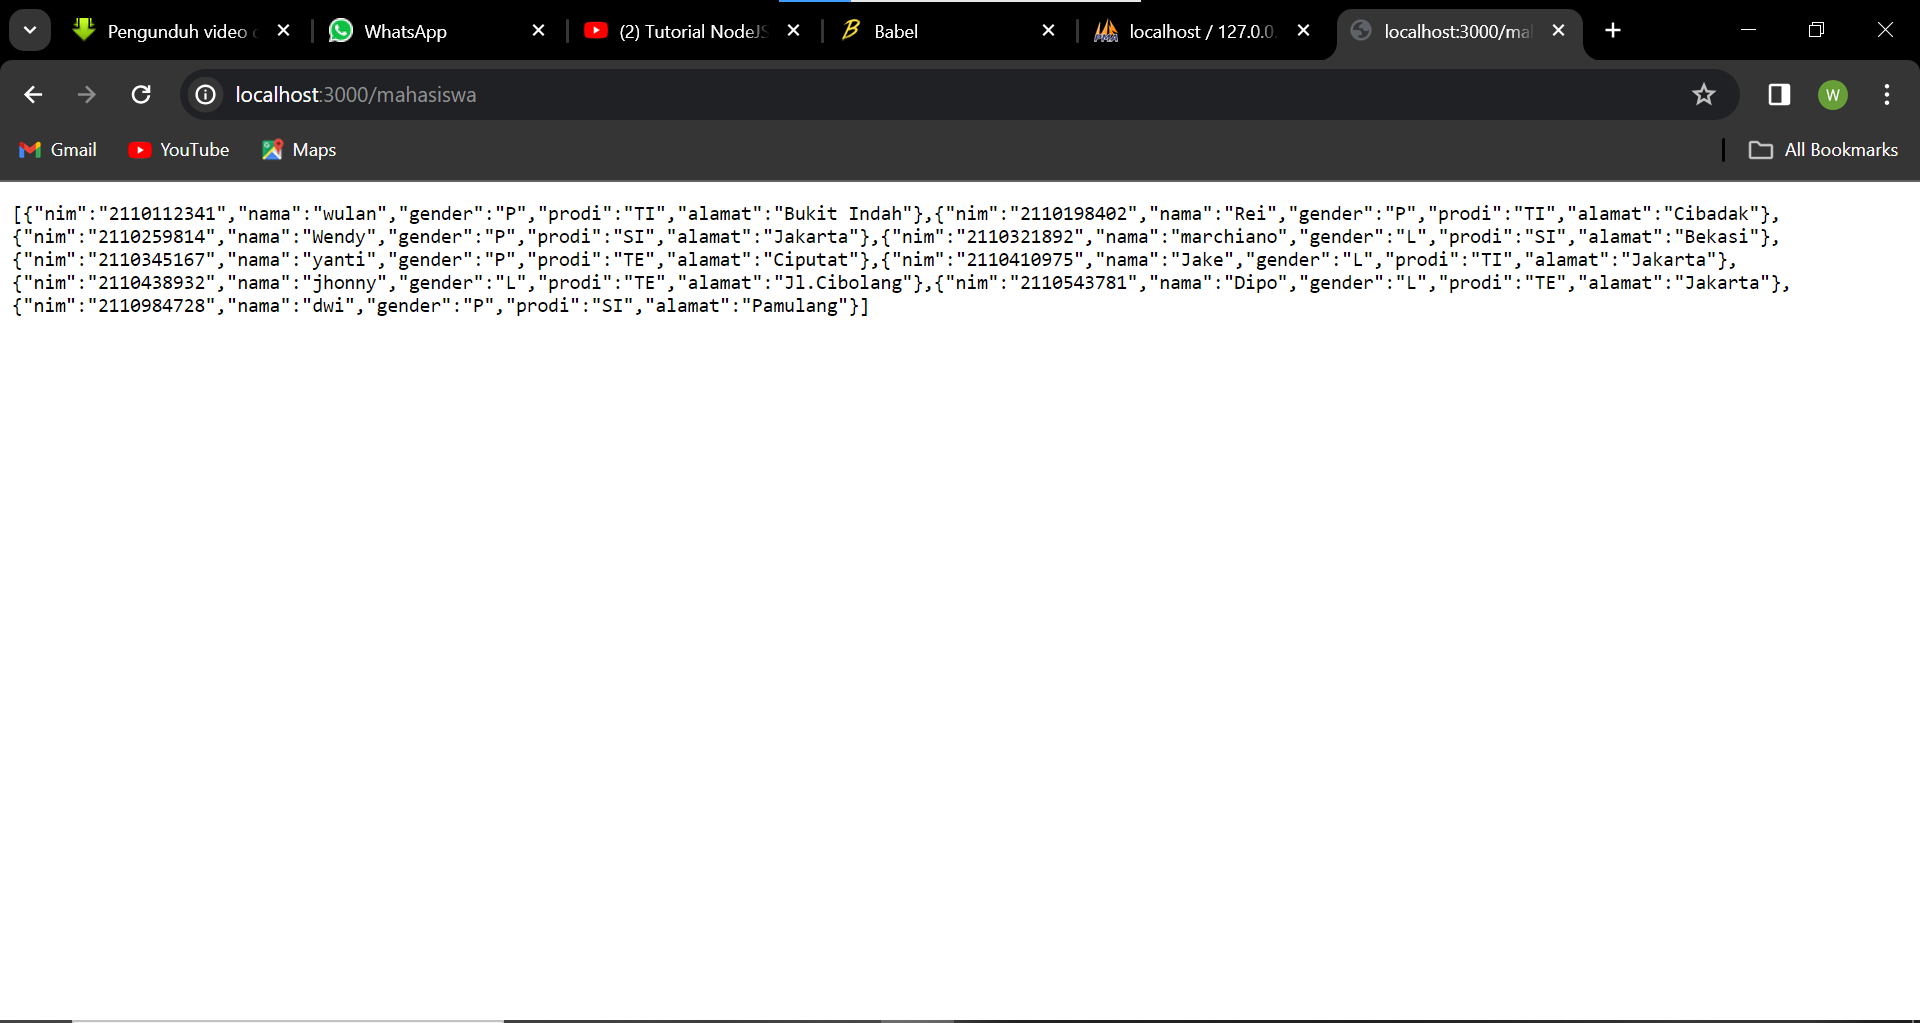 Pengunduh video
WhatsApp
(2) Tutorial NodeJS
Babel
localhost / 127.0.0.
localhost:3000/mah
localhost:3000/mahasiswa
W
Gmail
YouTube
Maps
All Bookmarks
[{"nim":"2110112341","nama":"wulan","gender":"P","prodi":"TI","alamat":"Bukit Indah"},{"nim":"2110198402","nama":"Rei","gender":"P","prodi":"TI","alamat":"Cibadak"},
{"nim":"2110259814","nama":"Wendy","gender":"P","prodi":"SI","alamat":"Jakarta"},{"nim":"2110321892","nama":"marchiano","gender":"L","prodi":"SI","alamat":"Bekasi"},
{"nim":"2110345167","nama":"yanti","gender":"P","prodi":"TE","alamat":"Ciputat"},{"nim":"2110410975","nama":"Jake","gender":"L","prodi":"TI","alamat":"Jakarta"},
{"nim":"2110438932","nama":"jhonny","gender":"L","prodi":"TE","alamat":"Jl.Cibolang"},{"nim":"2110543781","nama":"Dipo","gender":"L","prodi":"TE","alamat":"Jakarta"},
{"nim":"2110984728","nama":"dwi","gender":"P","prodi":"SI","alamat":"Pamulang"}]